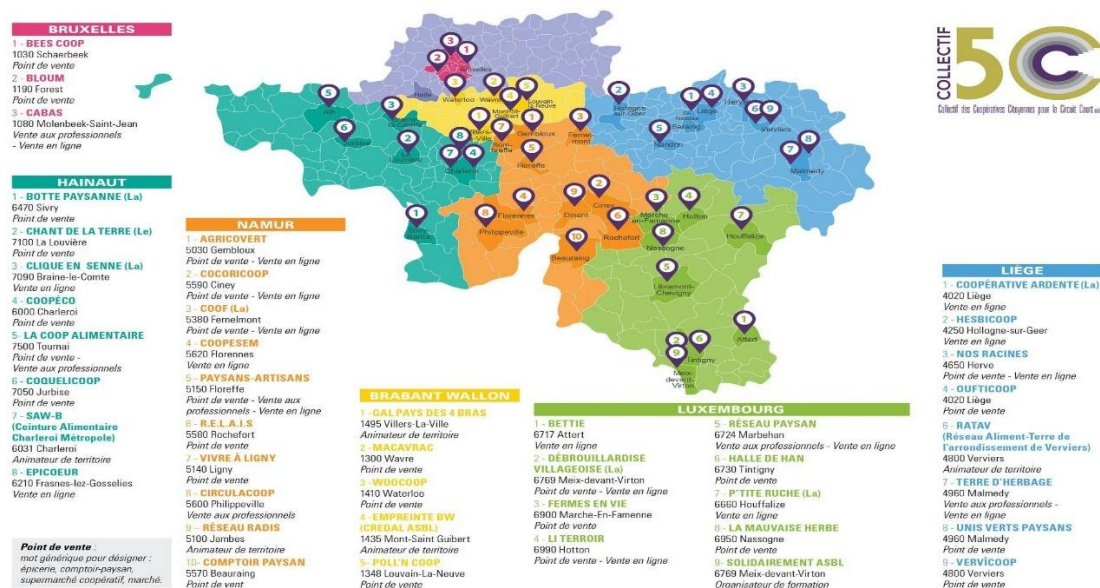 BRUXELLES
1 - BEES COOP
1030 Schaerbeek
Point de vente
2 - BLOUM
1190 Forest
Point de vente
3 - CABAS
1080 Molenbeek-Saint-Jean
Vente aux professionnels
- Vente en ligne
HAINAUT
1 - BOTTE PAYSANNE (La)
6470 Sivry
Point de vente
2 - CHANT DE LA TERRE (Le)
7100 La Louvière
Point de vente
3 - CLIQUE EN SENNE (La)
7090 Braine-le-Comte
Vente en ligne
4 - COOPÉCO
6000 Charleroi
Point de vente
5- LA COOP ALIMENTAIRE
7500 Tournai
Point de vente -
Vente aux professionnels
6 - COQUELICOOP
7050 Jurbise
Point de vente
7 - SAW-B
(Ceinture Alimentaire
Charleroi Métropole)
6031 Charleroi
Animateur de territoire
8 - EPICOEUR
6210 Frasnes-lez-Gosselies
Vente en ligne
Point de vente :
mot générique pour désigner :
épicerie, comptoir-paysan,
supermarché coopératif, marché.
NAMUR
1 - AGRICOVERT
5030 Gembloux
Point de vente - Vente en ligne
2 - COCORICOOP
5590 Ciney
Point de vente - Vente en ligne
3 - COOF (La)
5380 Fernelmont
Point de vente - Vente en ligne
4 - COOPESEM
5620 Florennes
Vente en ligne
5 - PAYSANS-ARTISANS
5150 Floreffe
Point de vente - Vente aux
professionnels - Vente en ligne
6 - R.E.L.A.I.S
5580 Rochefort
Point de vente
7 - VIVRE À LIGNY
5140 Ligny
Point de vente
8 - CIRCULACOOP
5600 Philippeville
Vente aux professionnels
9 - RÉSEAU RADIS
5100 Jambes
Animateur de territoire
10- COMPTOIR PAYSAN
5570 Beauraing
Point de vent
BRABANT WALLON
1 - GAL PAYS DES 4 BRAS
1495 Villers-La-Ville
Animateur de territoire
2 - MACAVRAC
1300 Wavre
Point de vente
3 - WOOCOOP
1410 Waterloo
Point de vente
4 -EMPREINTE BW
(CREDAL ASBL)
1435 Mont-Saint Guibert
Animateur de territoire
5- POLL'N COOP
1348 Louvain-La-Neuve
Point de vente
LUXEMBOURG
1 - BETTIE
6717 Attert
Vente en ligne
2 - DÉBROUILLARDISE
VILLAGEOISE (La)
6769 Meix-devant-Virton
Point de vente - Vente en ligne
3 - FERMES EN VIE
6900 Marche-En-Famenne
Point de vente
4 - LI TERROIR
6990 Hotton
Point de vente - Vente en ligne
5 - RÉSEAU PAYSAN
6724 Marbehan
Vente aux professionnels - Vente en ligne
6 - HALLE DE HAN
6730 Tintigny
Point de vente
7 - P'TITE RUCHE (La)
6660 Houffalize
Vente en ligne
8 - LA MAUVAISE HERBE
6950 Nassogne
Point de vente
9- SOLIDAIREMENT ASBL
6769 Meix-devant-Virton
Organisateur de formation
COLLECTIF
5C
Collectif des Coopératives Citoyennes pour le Circuit Court
LIÈGE
1 - COOPÉRATIVE ARDENTE (La)
4020 Liège
Vente en ligne
2 - HESBICOOP
4250 Hollogne-sur-Geer
Vente en ligne
3 - NOS RACINES
4650 Herve
Point de vente - Vente en ligne
4 - OUFTICOOP
4020 Liège
Point de vente
6 - RATAV
(Réseau Aliment-Terre de
l'arrondissement de Verviers)
4800 Verviers
Animateur de territoire
7 - TERRE D'HERBAGE
4960 Malmedy
Vente aux professionnels -
Vente en ligne
8 - UNIS VERTS PAYSANS
4960 Malmedy
Point de vente
9 - VERVÎCOOP
4800 Verviers
Point de vente
Bruxelles
Halle
Waterloo
Wavre
Louvain
la-Neuve
Ath
Jurbise
Charleroi
Gembloux
Floreffe
Hologne
sur-Geer
Liège
Nandrin
Verviers
Malmedy
Florennes
Philippeville
Dinant
Ciney
Rochefort
Beauraing
Marche
en-Famenne
Hotton
Nassogne
Houffalize
Libramont-
Chevigny
Attert
Tintigny
Meix-
devant-
Virton